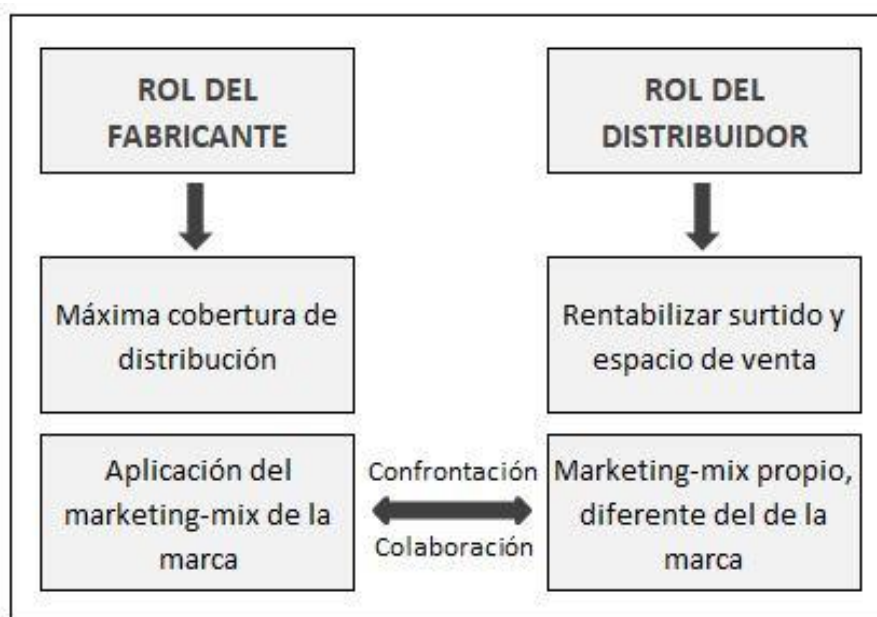 ROL DEL
FABRICANTE
ROL DEL
DISTRIBUIDOR
Máxima cobertura de
distribución
Rentabilizar surtido y
espacio de venta
Aplicación del
marketing-mix de la
marca
Confrontación
Colaboración
Marketing-mix propio,
diferente del de la
marca